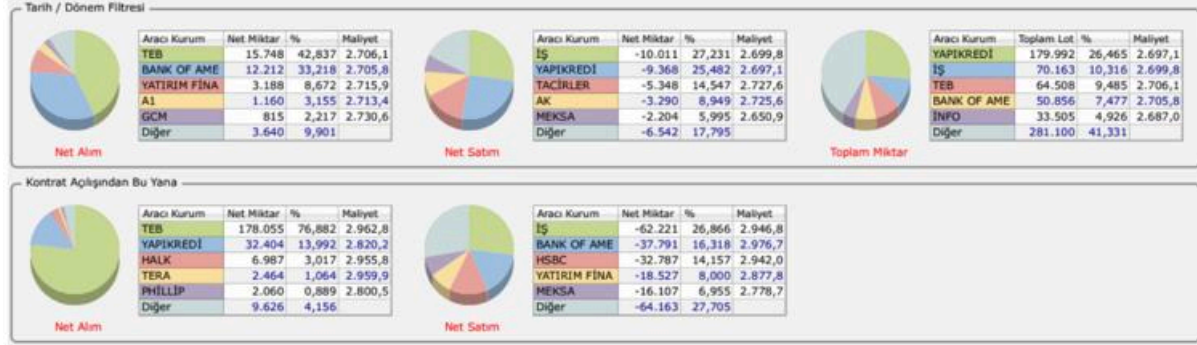 Tarih / Dönem Filtresi
Aracı Kurum Net Miktar % Maliyet
TEB 15.748 42,837 2.706,1
BANK OF AME 12.212 33,218 2.705,8
YATIRIM FİNA 3.188 8,672 2.715,9
A1 1.160 3,155 2.713,4
GCM 815 2,217 2.730,6
Diğer 3.640 9,901
Net Alım
Aracı Kurum Net Miktar % Maliyet
İŞ -10.011 27,231 2.699,8
YAPIKREDİ -9.368 25,482 2.697,1
TACİRLER -5.348 14,547 2.727,6
AK -3.290 8,949 2.725,6
MEKSA -2.204 5,995 2.650,9
Diğer -6.542 17,795
Net Satım
Aracı Kurum Toplam Lot % Maliyet
YAPIKREDİ 179.992 26,465 2.697,1
İŞ 70.163 10,316 2.699,8
TEB 64.508 9,485 2.706,1
BANK OF AME 50.856 7,477 2.705,8
INFO 33.505 4,926 2.687,0
Diğer 281.100 41,331
Toplam Miktar
Kontrat Açılışından Bu Yana
Aracı Kurum Net Miktar % Maliyet
TEB 178.055 76,882 2.962,8
YAPIKREDİ 32.404 13,992 2.820,2
HALK 6.987 3,017 2.955,8
TERA 2.464 1,064 2.959,9
PHİLLİP 2.060 0,889 2.800,5
Diğer 9.626 4,156
Net Alım
Aracı Kurum Net Miktar % Maliyet
İŞ -62.221 26,866 2.946,8
BANK OF AME -37.791 16,318 2.976,7
HSBC -32.787 14,157 2.942,0
YATIRIM FİNA -18.527 8,000 2.877,8
MEKSA -16.107 6,955 2.778,7
Diğer -64.163 27,705
Net Satım